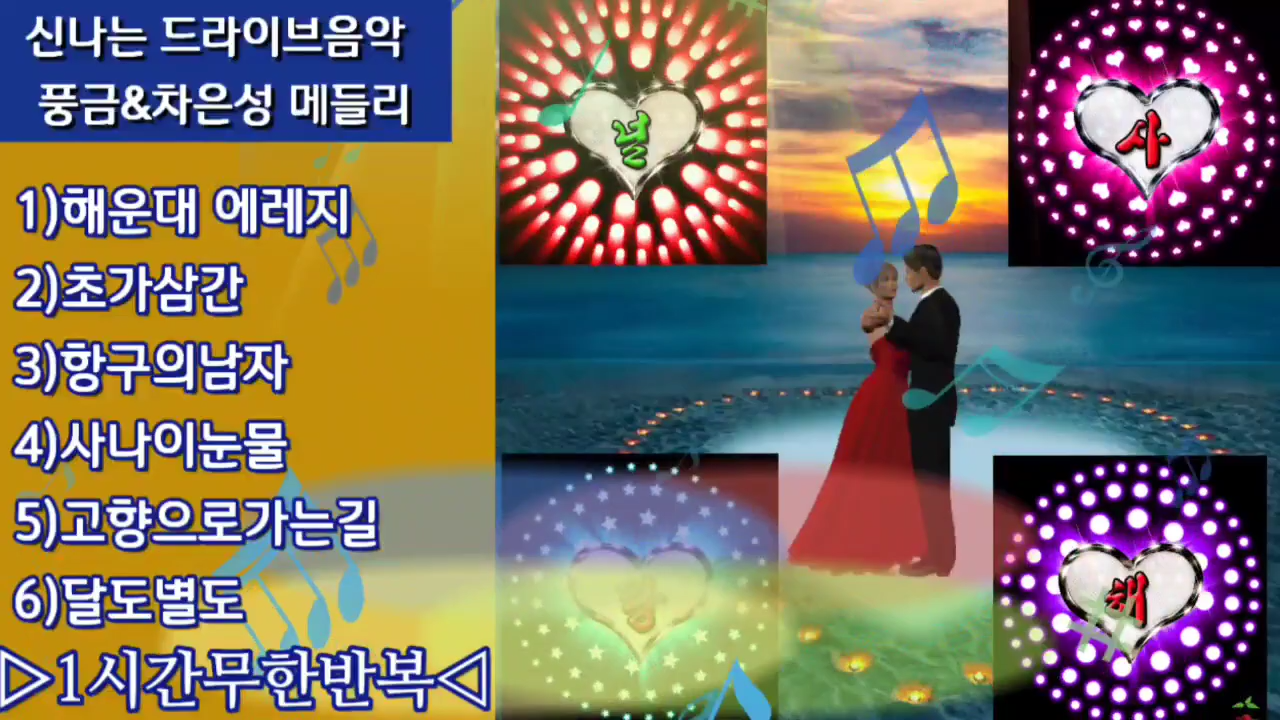 신나는 드라이브음악
풍금&차은성 메들리
1)해운대 에레지
2)초가삼간
3)항구의남자
4)사나이눈물
5)고향으로가는길
6)달도별도
▷1시간무한반복◁
널
사
해